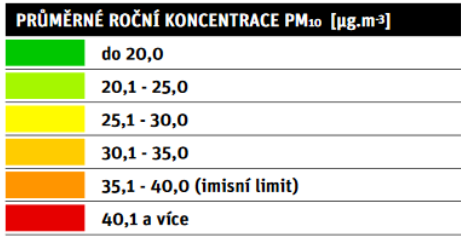 PRŮMĚRNÉ ROČNÍ KONCENTRACE PM₁₀ [µg.m⁻³]
do 20,0
20,1 - 25,0
25,1 - 30,0
30,1 - 35,0
35,1 - 40,0 (imisní limit)
40,1 a více